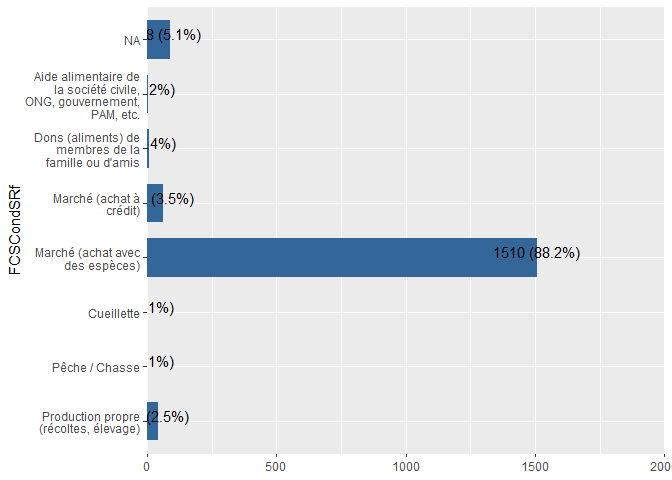 FCSCondSRf
NA
8 (5.1%)
Aide alimentaire de
la société civile,
ONG, gouvernement,
PAM, etc.
2%)
Dons (aliments) de
membres de la
famille ou d'amis
4%)
Marché (achat à
crédit)
(3.5%)
Marché (achat avec
des espèces)
1510 (88.2%)
Cueillette
1%)
Pêche / Chasse
1%)
Production propre
(récoltes, élevage)
(2.5%)
0 500 1000 1500 200